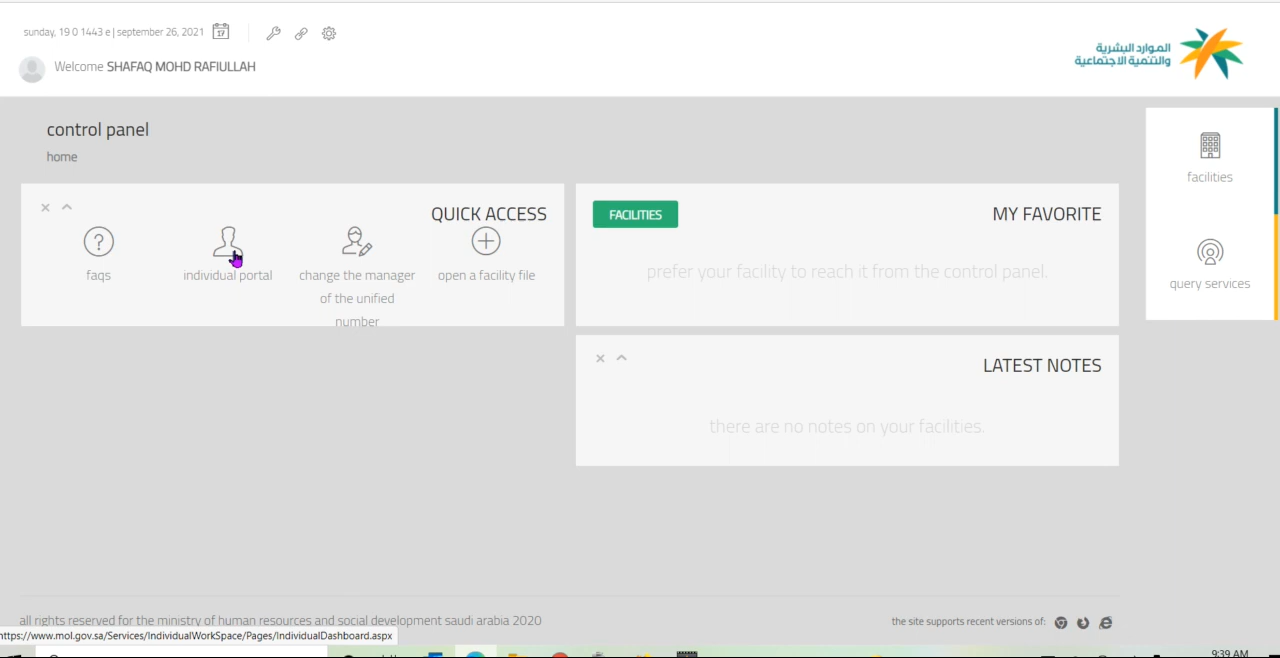 sunday, 19 0 1443 e | september 26, 2021
17
Welcome SHAFAQ MOHD RAFIULLAH
الموارد البشرية
والتنمية الاجتماعية
control panel
home
QUICK ACCESS
faqs
individual portal
change the manager
of the unified
number
open a facility file
FACILITIES
MY FAVORITE
prefer your facility to reach it from the control panel.
LATEST NOTES
there are no notes on your facilities.
facilities
query services
all rights reserved for the ministry of human resources and social development saudi arabia 2020
the site supports recent versions of:
https://www.mol.gov.sa/Services/IndividualWorkSpace/Pages/IndividualDashboard.aspx
9:39 AM